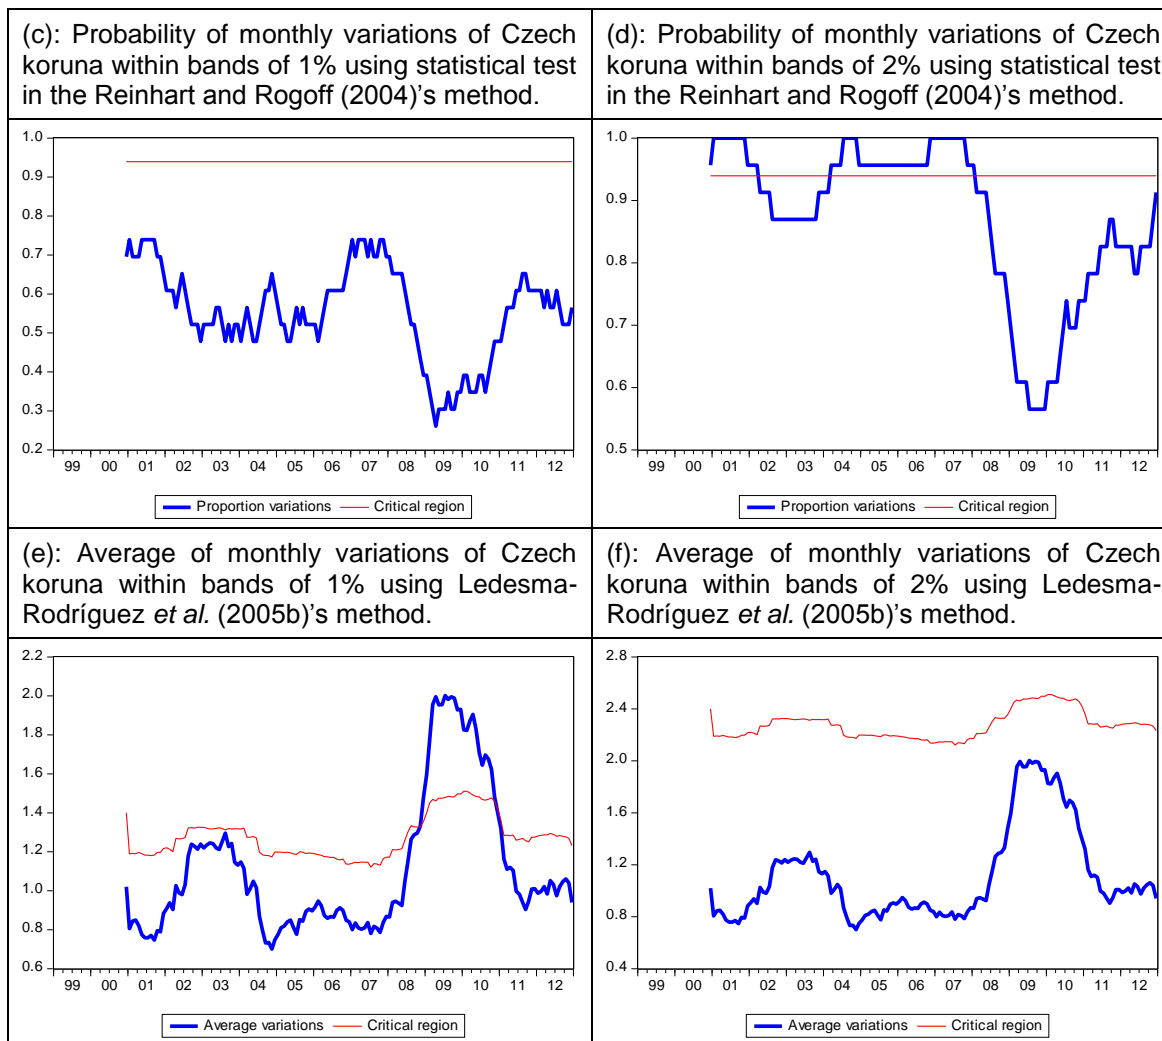 (c): Probability of monthly variations of Czech
koruna within bands of 1% using statistical test
in the Reinhart and Rogoff (2004)'s method.
(d): Probability of monthly variations of Czech
koruna within bands of 2% using statistical test
in the Reinhart and Rogoff (2004)'s method.
1.0
0.9
0.8
0.7
0.6
0.5
0.4
0.3
0.2
99 00 01 02 03 04 05 06 07 08 09 10 11 12
Proportion variations Critical region
1.0
0.9
0.8
0.7
0.6
0.5
99 00 01 02 03 04 05 06 07 08 09 10 11 12
Proportion variations Critical region
(e): Average of monthly variations of Czech
koruna within bands of 1% using Ledesma-
Rodríguez et al. (2005b)'s method.
(f): Average of monthly variations of Czech
koruna within bands of 2% using Ledesma-
Rodríguez et al. (2005b)'s method.
2.2
2.0
1.8
1.6
1.4
1.2
1.0
0.8
0.6
99 00 01 02 03 04 05 06 07 08 09 10 11 12
Average variations Critical region
2.8
2.4
2.0
1.6
1.2
0.8
0.4
99 00 01 02 03 04 05 06 07 08 09 10 11 12
Average variations Critical region